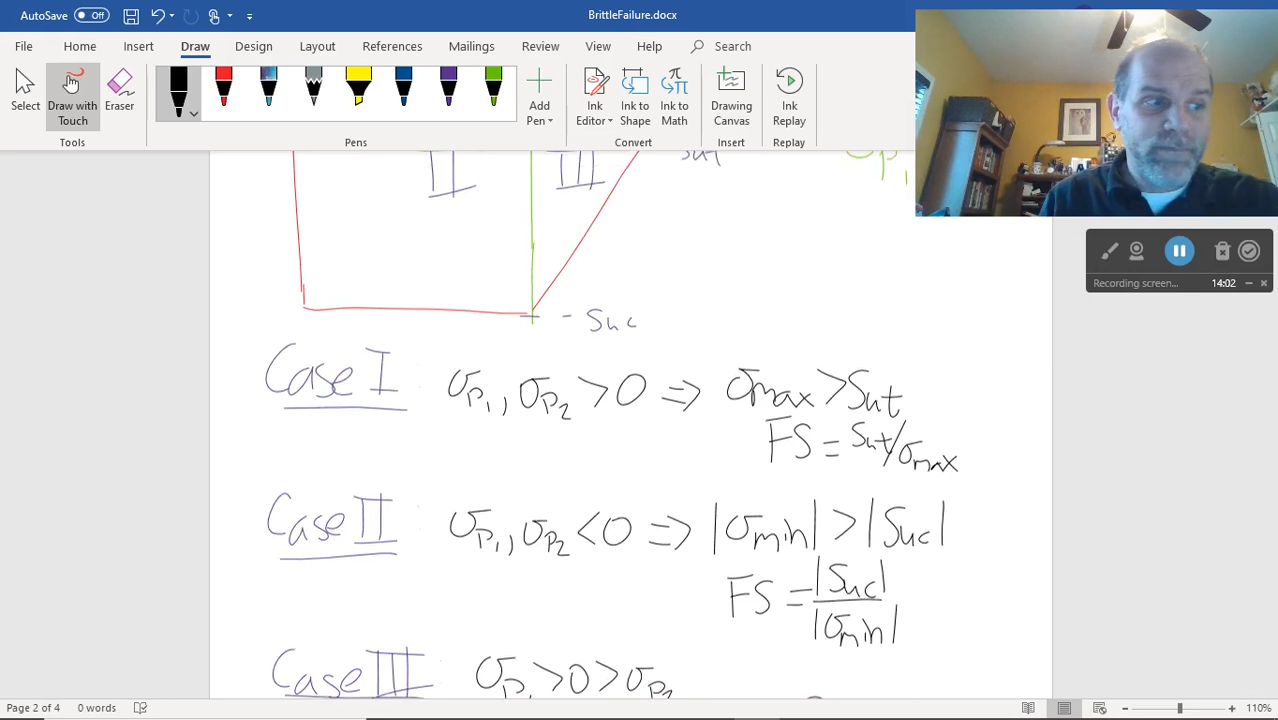 AutoSave Off
BrittleFailure.docx
File Home Insert Draw Design Layout References Mailings Review View Help Search
Select
Draw with Touch
Eraser
Add Pen
Ink Editor
Ink to Shape
Ink to Math
Drawing Canvas
Ink Replay
Tools Pens Convert Insert Replay
Recording screen... 14:02
II III Sut σp1
- Suc
Case I σp1, σp2 > 0 => σmax > Sut
FS = Sut/σmax
Case II σp1, σp2 < 0 => |σmin| > |Suc|
FS = |Suc|
|σmin|
Case III σp1 > 0 > σp2
Page 2 of 4 0 words 110%